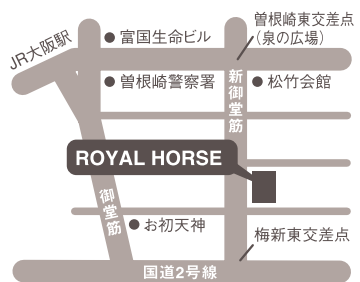 曽根崎東交差点
（泉の広場）
JR大阪駅
富国生命ビル
曽根崎警察署
新御堂筋
松竹会館
ROYAL HORSE
御堂筋
お初天神
梅新東交差点
国道2号線